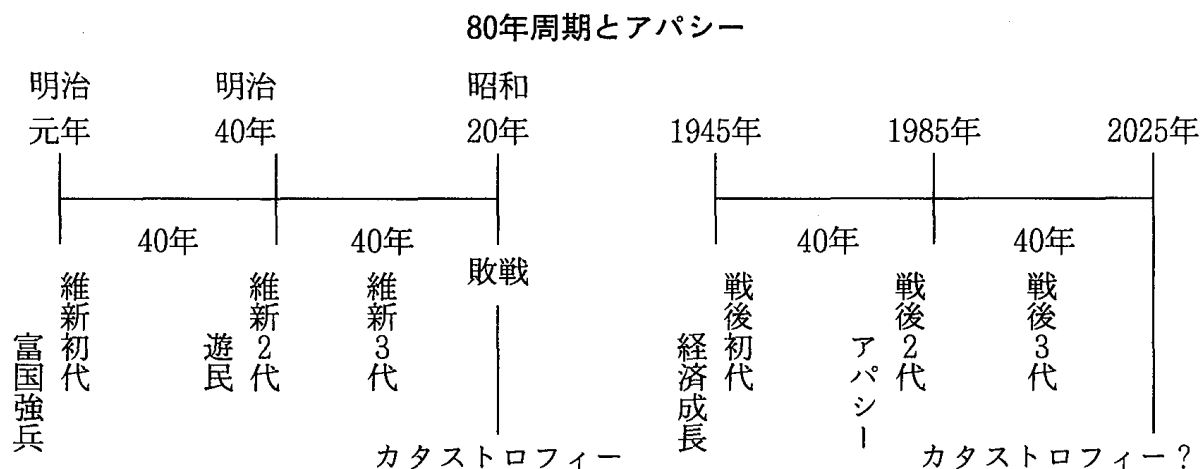 80年周期とアパシー
明治
元年
明治
40年
昭和
20年
40年
40年
維新初代
富国強兵
維新2代
遊民
維新3代
敗戦
カタストロフィー
1945年
1985年
2025年
40年
40年
戦後初代
経済成長
戦後2代
アパシー
戦後3代
カタストロフィー?